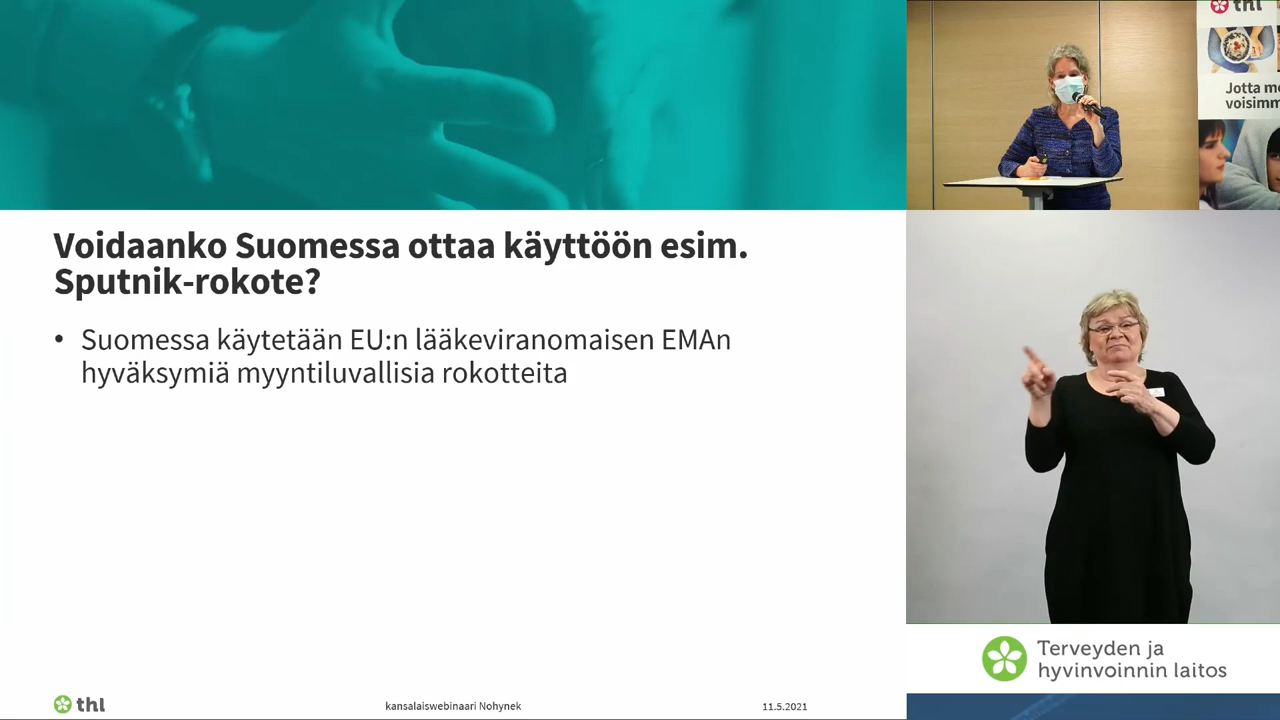 Voidaanko Suomessa ottaa käyttöön esim.
Sputnik-rokote?
• Suomessa käytetään EU:n lääkeviranomaisen EMAn
hyväksymiä myyntiluvallisia rokotteita
thl
kansalaiswebinaari Nohynek
11.5.2021
thl
Jotta
voisimm
Terveyden ja
hyvinvoinnin laitos